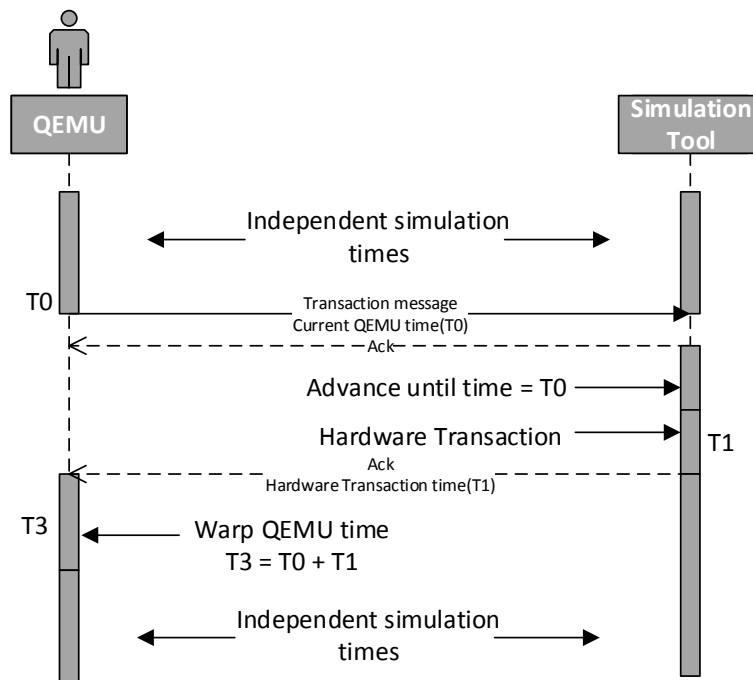 QEMU
Simulation
Tool
Independent simulation
times
T0
Transaction message
Current QEMU time(T0)
Ack
Advance until time = T0
Hardware Transaction
T1
Ack
Hardware Transaction time(T1)
T3
Warp QEMU time
T3 = T0 + T1
Independent simulation
times